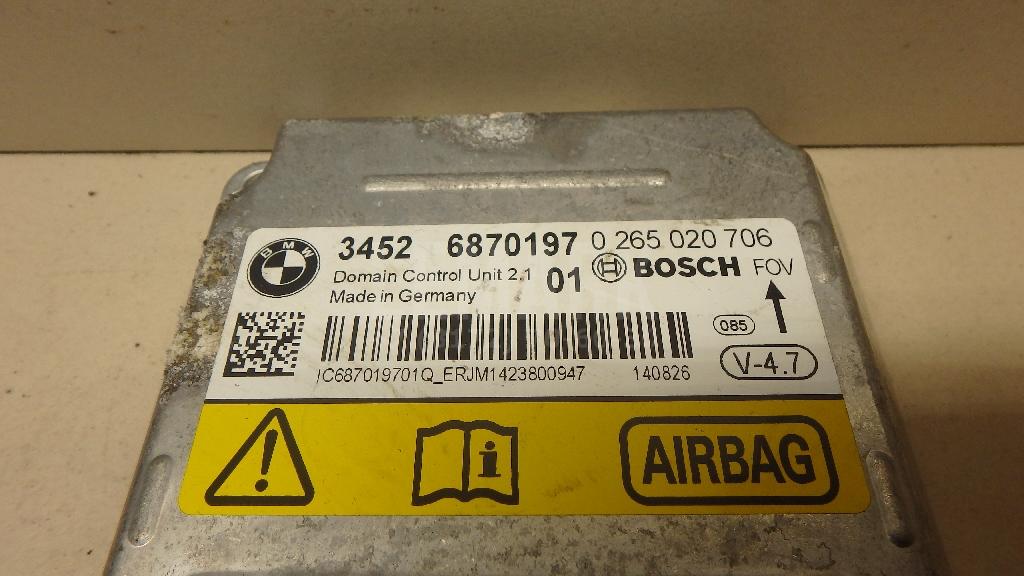 BMW
3452 6870197 0 265 020 706
Domain Control Unit 2.1 01 BOSCH FOV
Made in Germany
085
IC687019701Q_ERJM1423800947 140826
V-4.7
i
AIRBAG